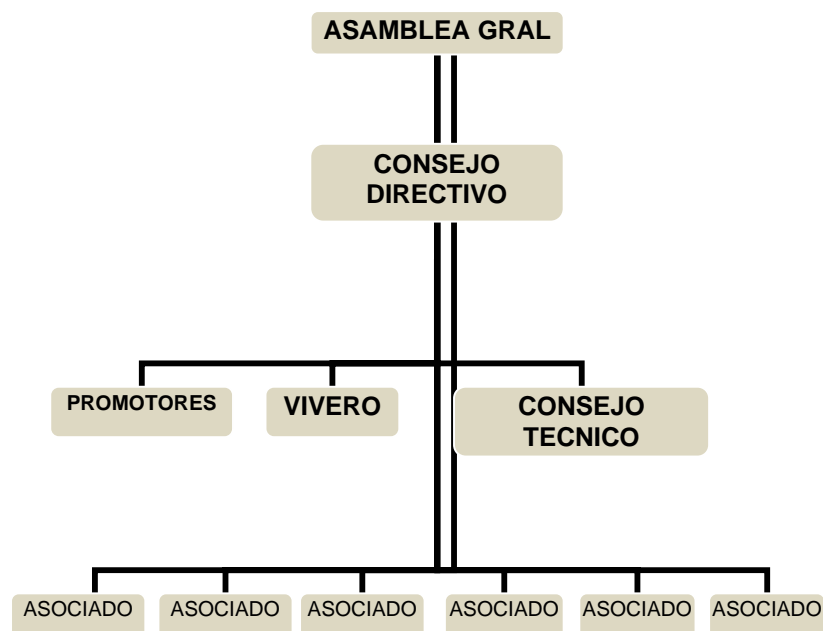 ASAMBLEA GRAL
CONSEJO
DIRECTIVO
PROMOTORES
VIVERO
CONSEJO
TECNICO
ASOCIADO
ASOCIADO
ASOCIADO
ASOCIADO
ASOCIADO
ASOCIADO